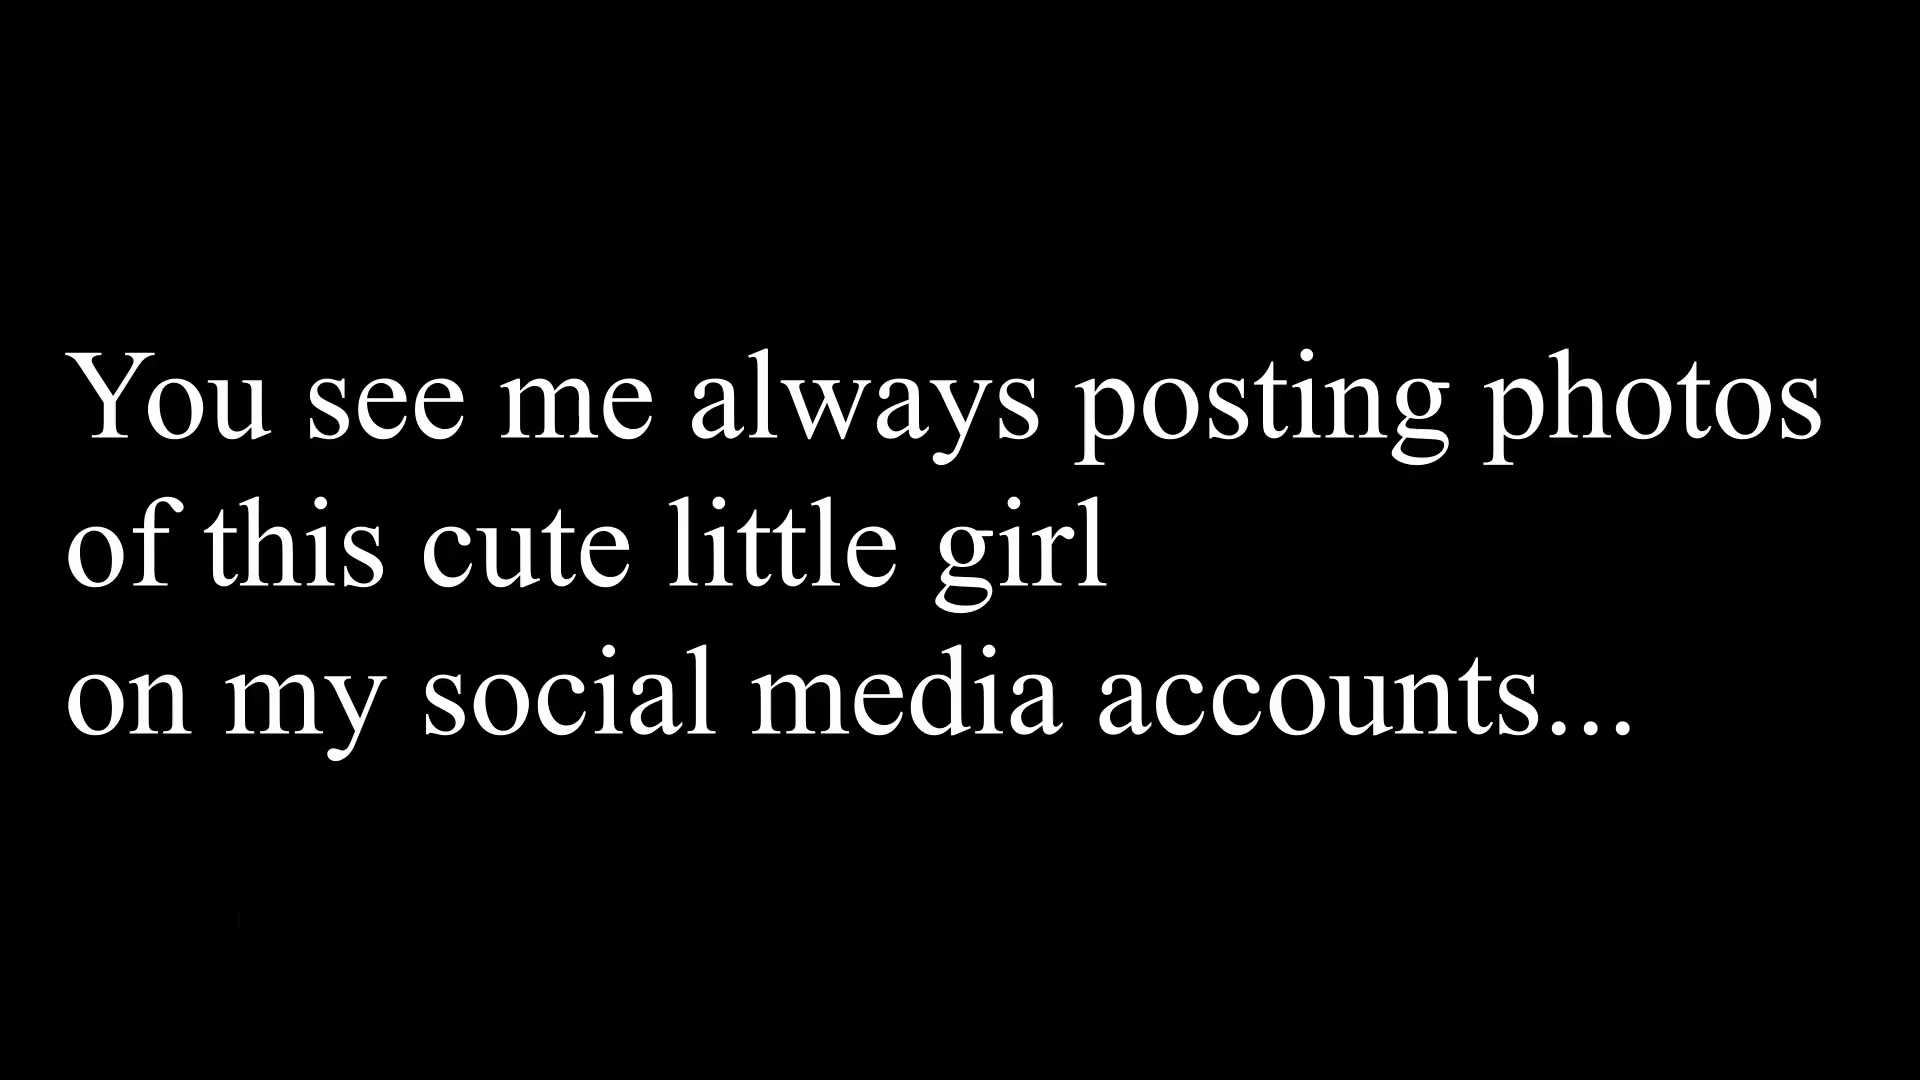 You see me always posting photos
of this cute little girl
on my social media accounts...